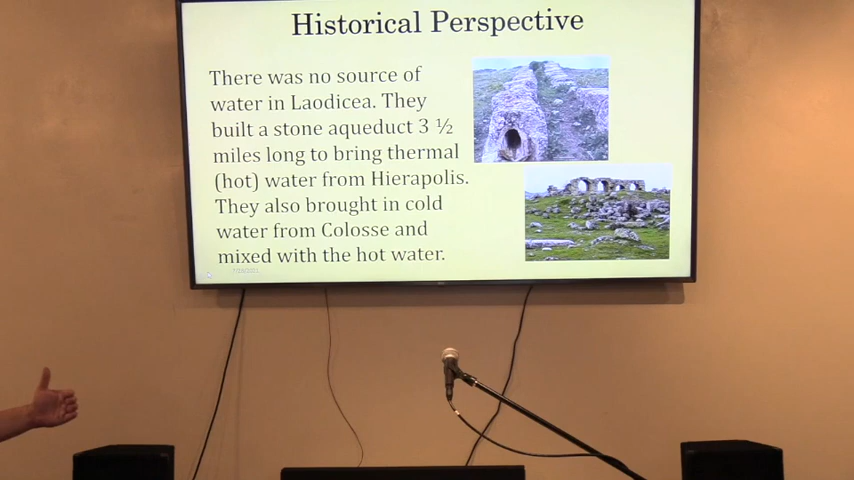 Historical Perspective
There was no source of
water in Laodicea. They
built a stone aqueduct 3 ½
miles long to bring thermal
(hot) water from Hierapolis.
They also brought in cold
water from Colosse and
mixed with the hot water.